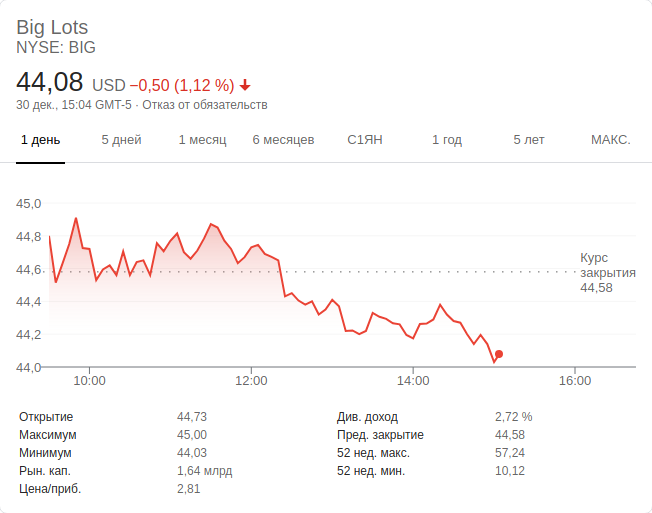 Big Lots
NYSE: BIG
44,08 USD −0,50 (1,12 %)
30 дек., 15:04 GMT-5 · Отказ от обязательств
1 день 5 дней 1 месяц 6 месяцев С1ЯН 1 год 5 лет МАКС.
45,0
44,8
44,6
44,4
44,2
44,0
Курс
закрытия
44,58
10:00 12:00 14:00 16:00
Открытие 44,73 Див. доход 2,72 %
Максимум 45,00 Пред. закрытие 44,58
Минимум 44,03 52 нед. макс. 57,24
Рын. кап. 1,64 млрд 52 нед. мин. 10,12
Цена/приб. 2,81